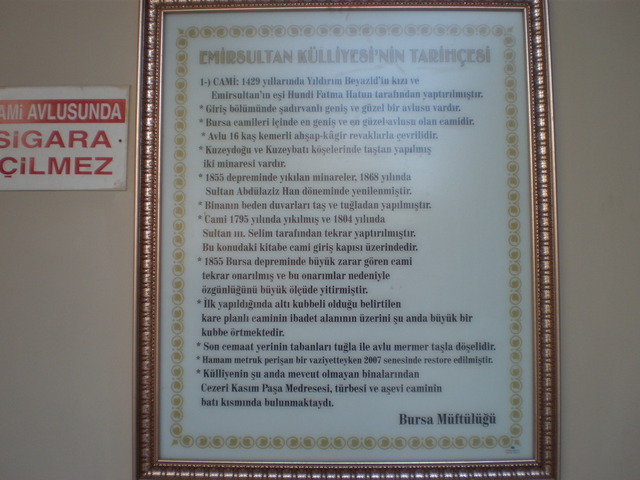 EMİRSULTAN KÜLLİYESİ'NİN TARİHÇESİ
1-) CAMİ: 1429 yıllarında Yıldırım Beyazid'in kızı ve
Emirsultan'ın eşi Hundi Fatma Hatun tarafından yaptırılmıştır.
* Giriş bölümünde şadırvanlı geniş ve güzel bir avlusu vardır.
* Bursa camileri içinde en geniş ve en güzel avlusu olan camidir.
* Avlu 16 kaş kemerli ahşap-kâgir revaklarla çevrilidir.
* Kuzeydoğu ve Kuzeybatı köşelerinde taştan yapılmış
iki minaresi vardır.
* 1855 depreminde yıkılan minareler, 1868 yılında
Sultan Abdülaziz Han döneminde yenilenmiştir.
* Binanın beden duvarları taş ve tuğladan yapılmıştır.
* Cami 1795 yılında yıkılmış ve 1804 yılında
Sultan III. Selim tarafından tekrar yaptırılmıştır.
Bu konudaki kitabe cami giriş kapısı üzerindedir.
* 1855 Bursa depreminde büyük zarar gören cami
tekrar onarılmış ve bu onarımlar nedeniyle
özgünlüğünü büyük ölçüde yitirmiştir.
* İlk yapıldığında altı kubbeli olduğu belirtilen
kare planlı caminin ibadet alanının üzerini şu anda büyük bir
kubbe örtmektedir.
* Son cemaat yerinin tabanları tuğla ile avlu mermer taşla döşelidir.
* Hamam metruk perişan bir vaziyetteyken 2007 senesinde restore edilmiştir.
* Külliyenin şu anda mevcut olmayan binalarından
Cezeri Kasım Paşa Medresesi, türbesi ve aşevi caminin
batı kısmında bulunmaktaydı.
Bursa Müftülüğü
AMİ AVLUSUNDA
SİGARA
İÇİLMEZ